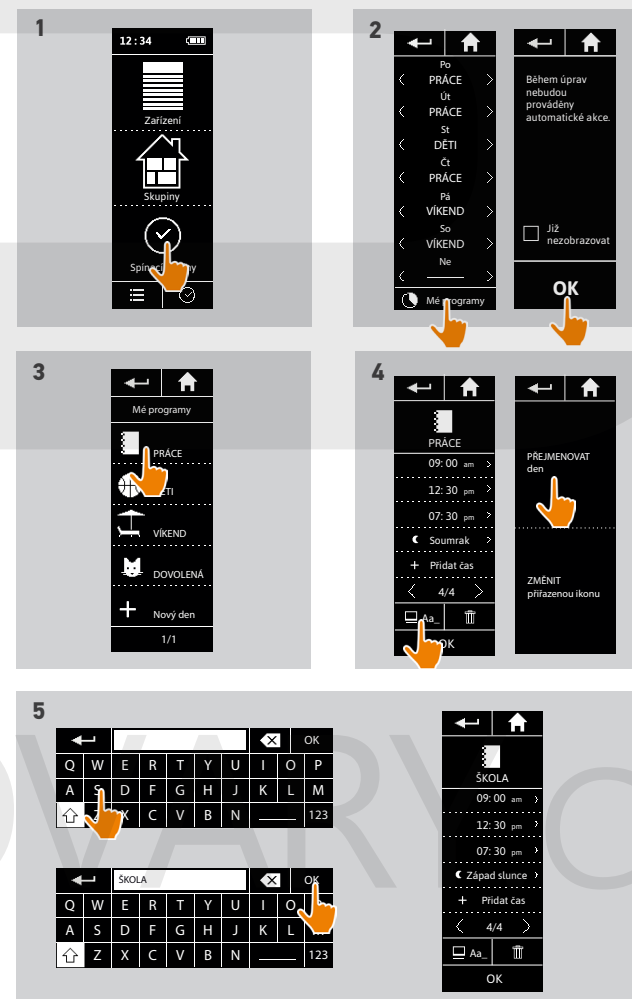 1
12:34
Zařízení
Skupiny
Spínací
2
Po
PRÁCE
Út
PRÁCE
St
DĚTI
Čt
PRÁCE
Pá
VÍKEND
So
VÍKEND
Ne
Mé programy
Během úprav
nebudou
prováděny
automatické akce.
Již
nezobrazovat
OK
3
Mé programy
PRÁCE
DĚTI
VÍKEND
DOVOLENÁ
+ Nový den
1/1
4
PRÁCE
09:00 am >
12:30 pm >
07:30 pm >
Soumrak >
+ Přidat čas
< 4/4 >
Aa_
OK
PŘEJMENOVAT
den
ZMĚNIT
přiřazenou ikonu
5
OK
Q W E R T Y U I O P
A S D F G H J K L M
Z X C V B N 123
ŠKOLA OK
Q W E R T Y U I O
A S D F G H J K L
Z X C V B N 123
ŠKOLA
09:00 am >
12:30 pm >
07:30 pm >
Západ slunce >
+ Přidat čas
< 4/4 >
Aa_
OK